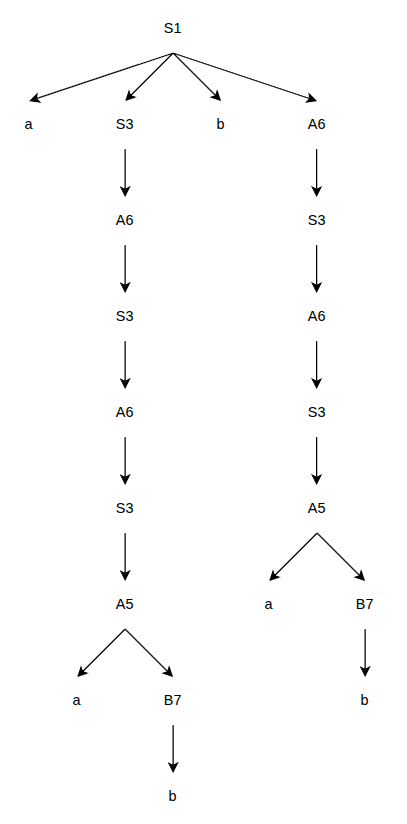 S1
a S3 b A6
A6 S3
S3 A6
A6 S3
S3 A5
A5 a B7
a B7 b
b